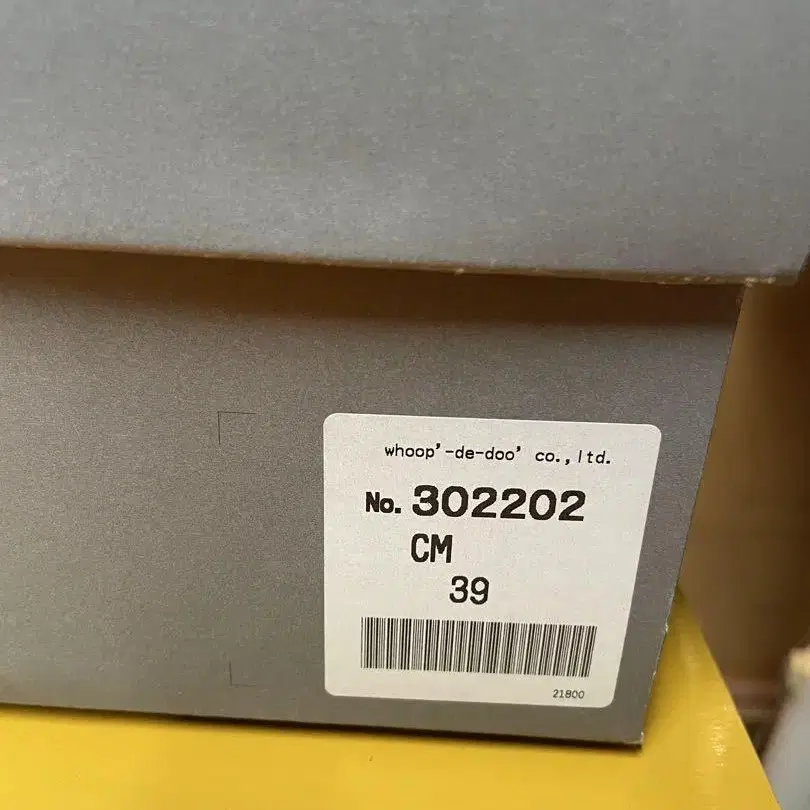 whoop'-de-doo' co.,ltd.
No. 302202
CM
39
21800